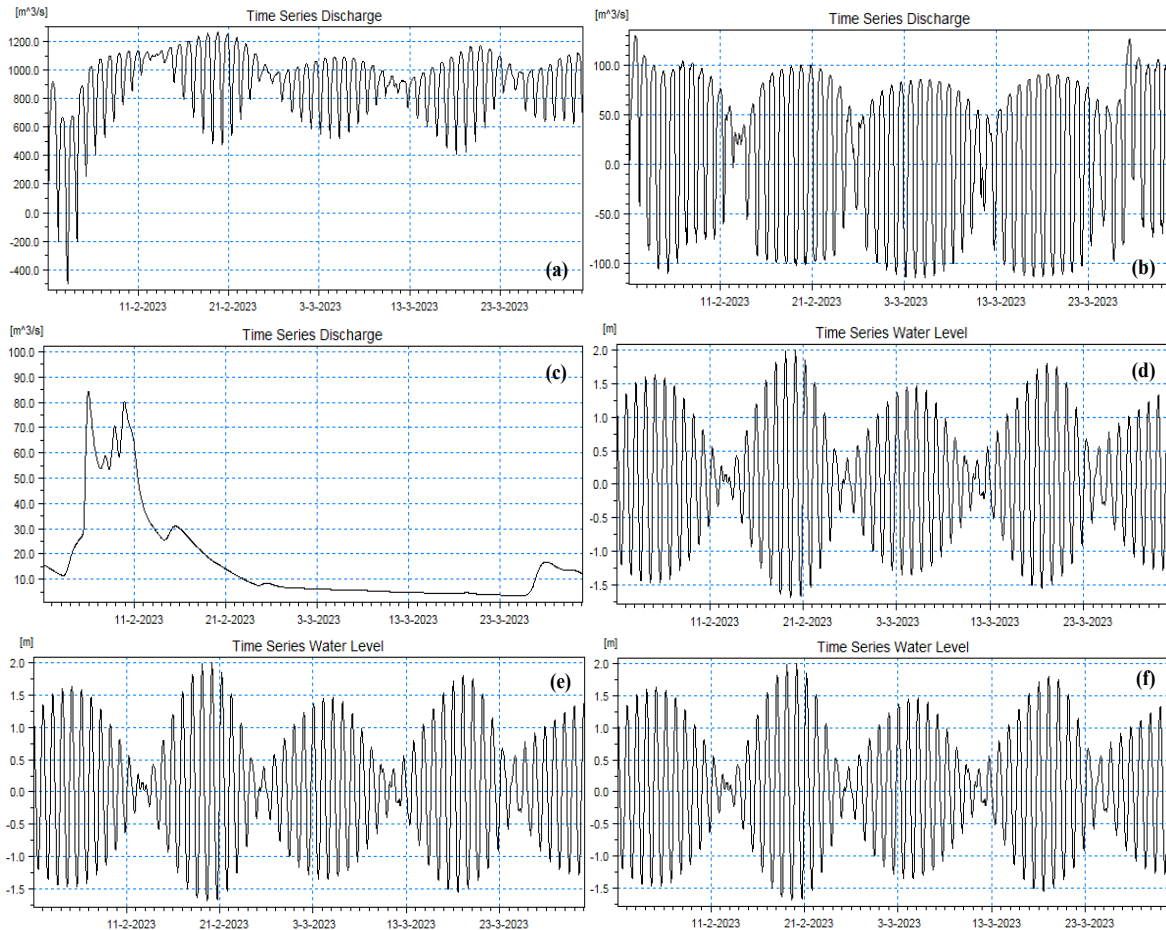 [m^3/s] Time Series Discharge
1200.0
1000.0
800.0
600.0
400.0
200.0
0.0
-200.0
-400.0
(a)
11-2-2023 21-2-2023 3-3-2023 13-3-2023 23-3-2023
[m^3/s] Time Series Discharge
100.0
50.0
0.0
-50.0
-100.0
(b)
11-2-2023 21-2-2023 3-3-2023 13-3-2023 23-3-2023
[m^3/s] Time Series Discharge
100.0
90.0
80.0
70.0
60.0
50.0
40.0
30.0
20.0
10.0
(c)
11-2-2023 21-2-2023 3-3-2023 13-3-2023 23-3-2023
[m] Time Series Water Level
2.0
1.5
1.0
0.5
0.0
-0.5
-1.0
-1.5
(d)
11-2-2023 21-2-2023 3-3-2023 13-3-2023 23-3-2023
[m] Time Series Water Level
2.0
1.5
1.0
0.5
0.0
-0.5
-1.0
-1.5
(e)
11-2-2023 21-2-2023 3-3-2023 13-3-2023 23-3-2023
[m] Time Series Water Level
2.0
1.5
1.0
0.5
0.0
-0.5
-1.0
-1.5
(f)
11-2-2023 21-2-2023 3-3-2023 13-3-2023 23-3-2023